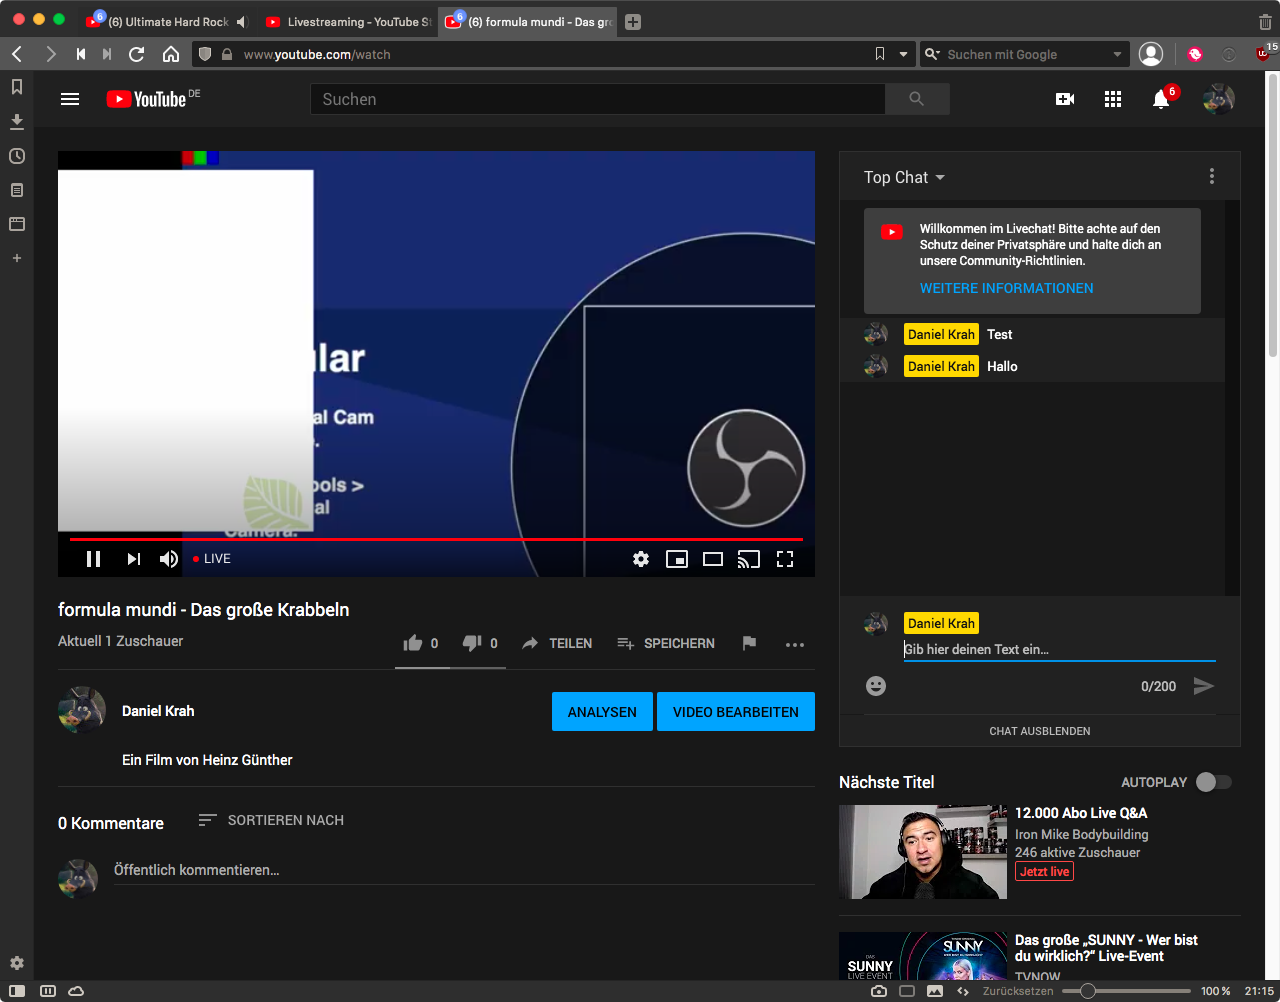 (6) Ultimate Hard Rock
Livestreaming - YouTube St
(6) formula mundi - Das gro
www.youtube.com/watch
Suchen mit Google
15
YouTube DE
Suchen
6
Top Chat
Willkommen im Livechat! Bitte achte auf den
Schutz deiner Privatsphäre und halte dich an
unsere Community-Richtlinien.
WEITERE INFORMATIONEN
Daniel Krah Test
Daniel Krah Hallo
ular
al Cam
ools >
al
Camera.
LIVE
Daniel Krah
Gib hier deinen Text ein...
0/200
CHAT AUSBLENDEN
formula mundi - Das große Krabbeln
Aktuell 1 Zuschauer
0
0
TEILEN
SPEICHERN
Daniel Krah
ANALYSEN
VIDEO BEARBEITEN
Ein Film von Heinz Günther
0 Kommentare
SORTIEREN NACH
Öffentlich kommentieren...
Nächste Titel
AUTOPLAY
12.000 Abo Live Q&A
Iron Mike Bodybuilding
246 aktive Zuschauer
Jetzt live
DAS
SUNNY
LIVE EVENT
SUNNY
Das große „SUNNY - Wer bist
du wirklich?“ Live-Event
TVNOW
Zurücksetzen
100 %
21:15